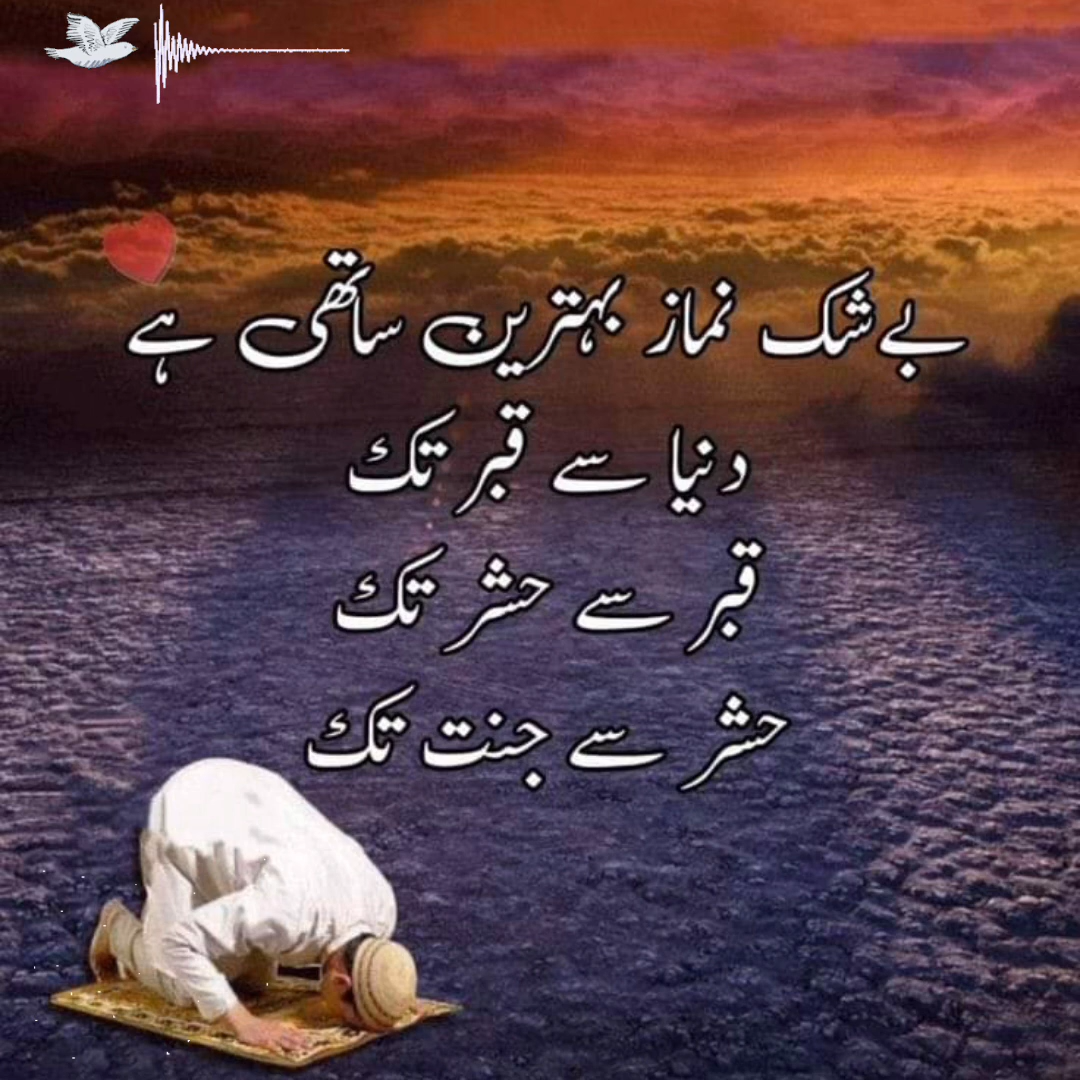 بے شک نماز بہترین ساتھی ہے
دنیا سے قبر تک
قبر سے حشر تک
حشر سے جنت تک